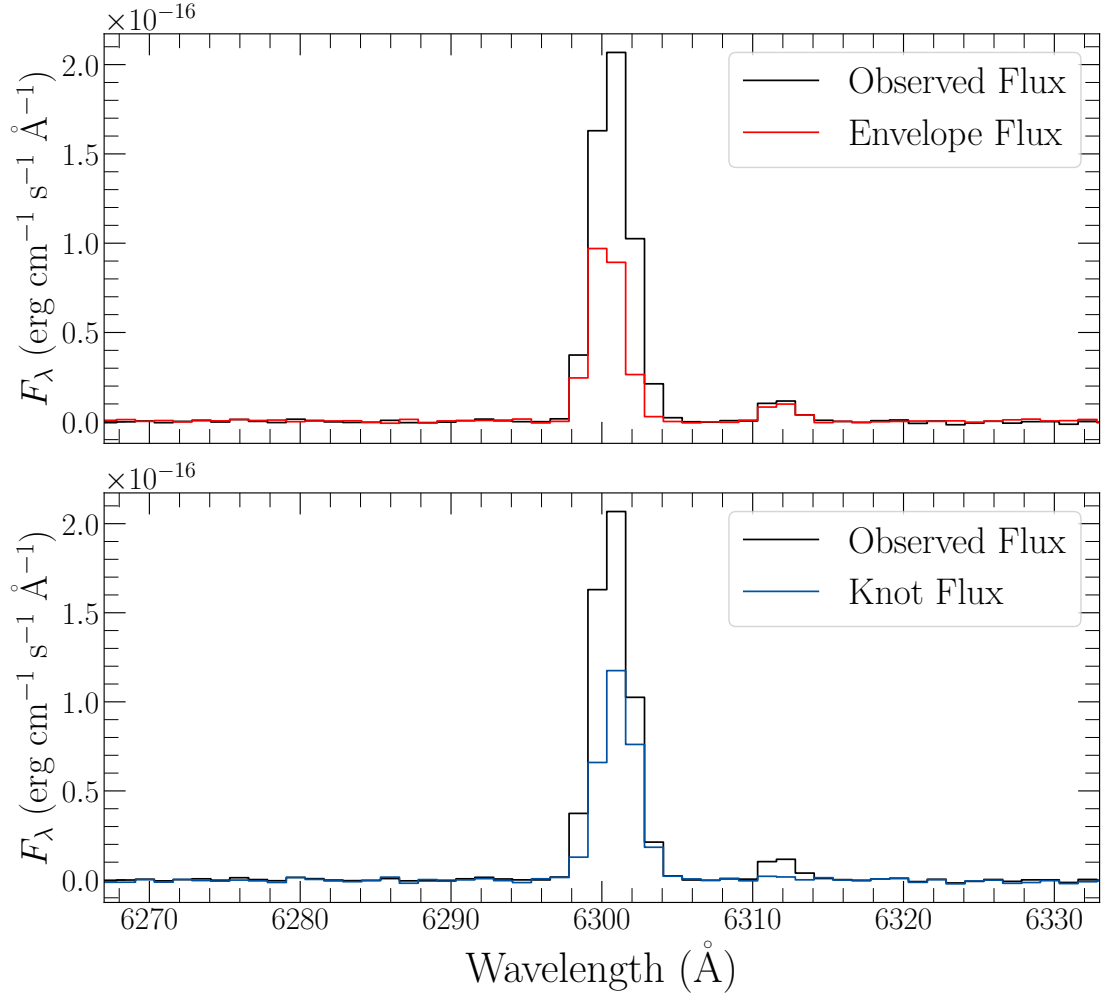 ×10⁻¹⁶
F_λ (erg cm⁻¹ s⁻¹ Å⁻¹)
2.0
1.5
1.0
0.5
0.0
Observed Flux
Envelope Flux
×10⁻¹⁶
F_λ (erg cm⁻¹ s⁻¹ Å⁻¹)
2.0
1.5
1.0
0.5
0.0
Observed Flux
Knot Flux
6270 6280 6290 6300 6310 6320 6330
Wavelength (Å)